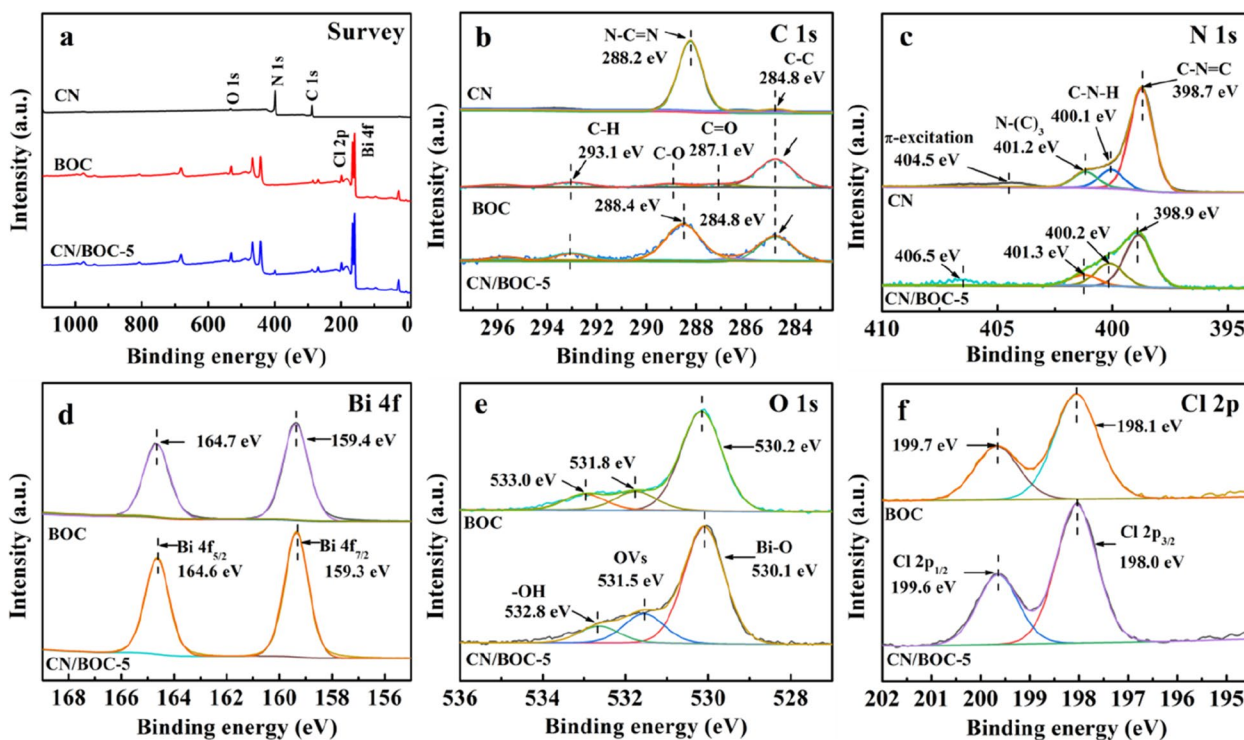 a
Survey
O 1s
N 1s
C 1s
CN
Cl 2p
Bi 4f
BOC
CN/BOC-5
Intensity (a.u.)
1000 800 600 400 200 0
Binding energy (eV)
b
C 1s
N-C=N
288.2 eV
C-C
284.8 eV
CN
C-H
293.1 eV
C-O
C=O
287.1 eV
BOC
288.4 eV
284.8 eV
CN/BOC-5
Intensity (a.u.)
296 294 292 290 288 286 284
Binding energy (eV)
c
N 1s
C-N=C
398.7 eV
C-N-H
400.1 eV
N-(C)3
401.2 eV
π-excitation
404.5 eV
CN
398.9 eV
400.2 eV
401.3 eV
406.5 eV
CN/BOC-5
Intensity (a.u.)
410 405 400 395
Binding energy (eV)
d
Bi 4f
164.7 eV
159.4 eV
BOC
Bi 4f5/2
164.6 eV
Bi 4f7/2
159.3 eV
CN/BOC-5
Intensity (a.u.)
168 166 164 162 160 158 156
Binding energy (eV)
e
O 1s
530.2 eV
531.8 eV
533.0 eV
BOC
OVs
531.5 eV
Bi-O
530.1 eV
-OH
532.8 eV
CN/BOC-5
Intensity (a.u.)
536 534 532 530 528
Binding energy (eV)
f
Cl 2p
199.7 eV
198.1 eV
BOC
Cl 2p3/2
198.0 eV
Cl 2p1/2
199.6 eV
CN/BOC-5
Intensity (a.u.)
202 201 200 199 198 197 196 195
Binding energy (eV)